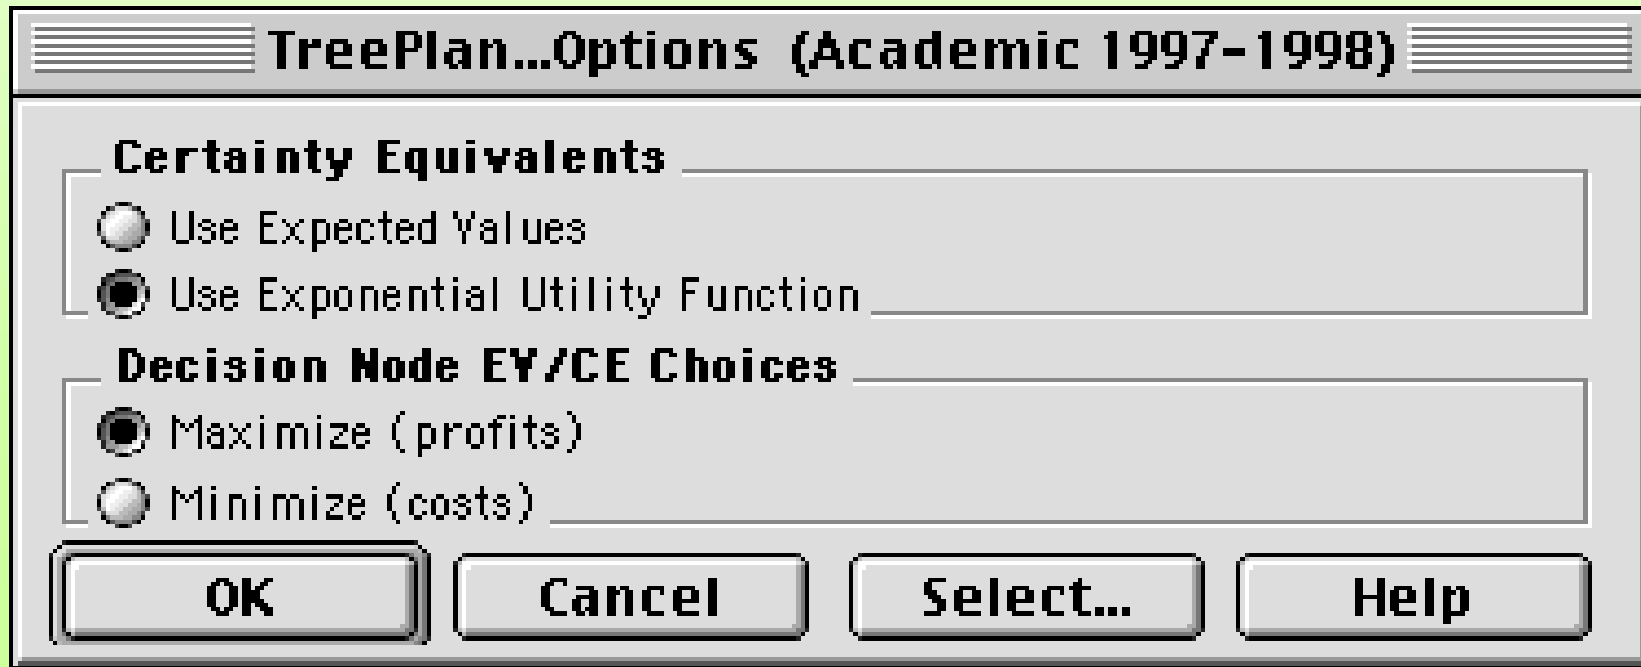 TreePlan...Options (Academic 1997-1998)
Certainty Equivalents
Use Expected Values
Use Exponential Utility Function
Decision Node EV/CE Choices
Maximize (profits)
Minimize (costs)
OK Cancel Select... Help